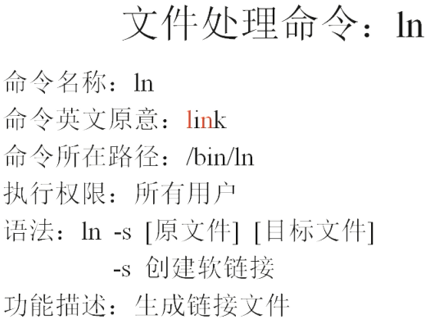 文件处理命令：ln
命令名称：ln
命令英文原意：link
命令所在路径：/bin/ln
执行权限：所有用户
语法：ln -s [原文件] [目标文件]
-s 创建软链接
功能描述：生成链接文件